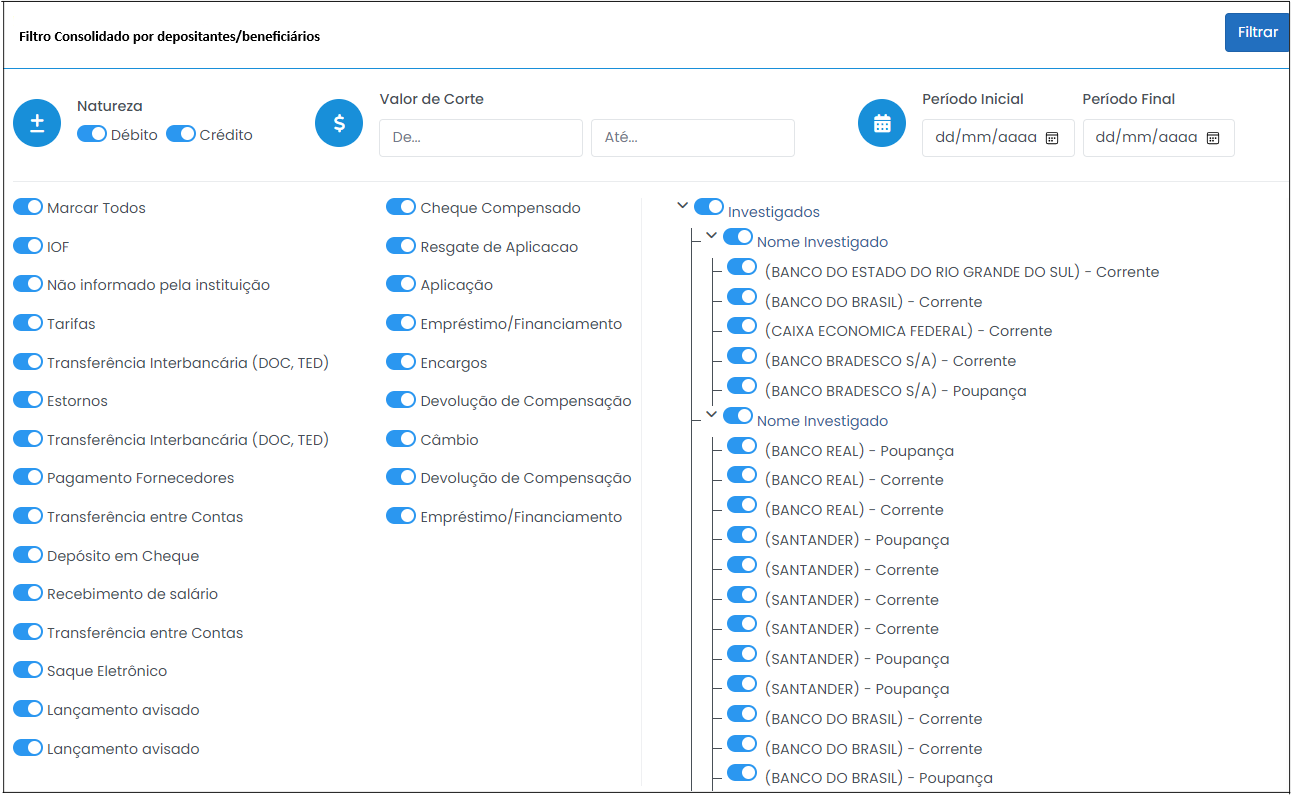 Filtro Consolidado por depositantes/beneficiários
Filtrar
Natureza
Débito
Crédito
Valor de Corte
De...
Até...
Período Inicial
Período Final
dd/mm/aaaa
dd/mm/aaaa
Marcar Todos
IOF
Não informado pela instituição
Tarifas
Transferência Interbancária (DOC, TED)
Estornos
Transferência Interbancária (DOC, TED)
Pagamento Fornecedores
Transferência entre Contas
Depósito em Cheque
Recebimento de salário
Transferência entre Contas
Saque Eletrônico
Lançamento avisado
Lançamento avisado
Cheque Compensado
Resgate de Aplicacao
Aplicação
Empréstimo/Financiamento
Encargos
Devolução de Compensação
Câmbio
Devolução de Compensação
Empréstimo/Financiamento
Investigados
Nome Investigado
(BANCO DO ESTADO DO RIO GRANDE DO SUL) - Corrente
(BANCO DO BRASIL) - Corrente
(CAIXA ECONOMICA FEDERAL) - Corrente
(BANCO BRADESCO S/A) - Corrente
(BANCO BRADESCO S/A) - Poupança
Nome Investigado
(BANCO REAL) - Poupança
(BANCO REAL) - Corrente
(BANCO REAL) - Corrente
(SANTANDER) - Poupança
(SANTANDER) - Corrente
(SANTANDER) - Corrente
(SANTANDER) - Corrente
(SANTANDER) - Poupança
(SANTANDER) - Poupança
(BANCO DO BRASIL) - Corrente
(BANCO DO BRASIL) - Corrente
(BANCO DO BRASIL) - Poupança